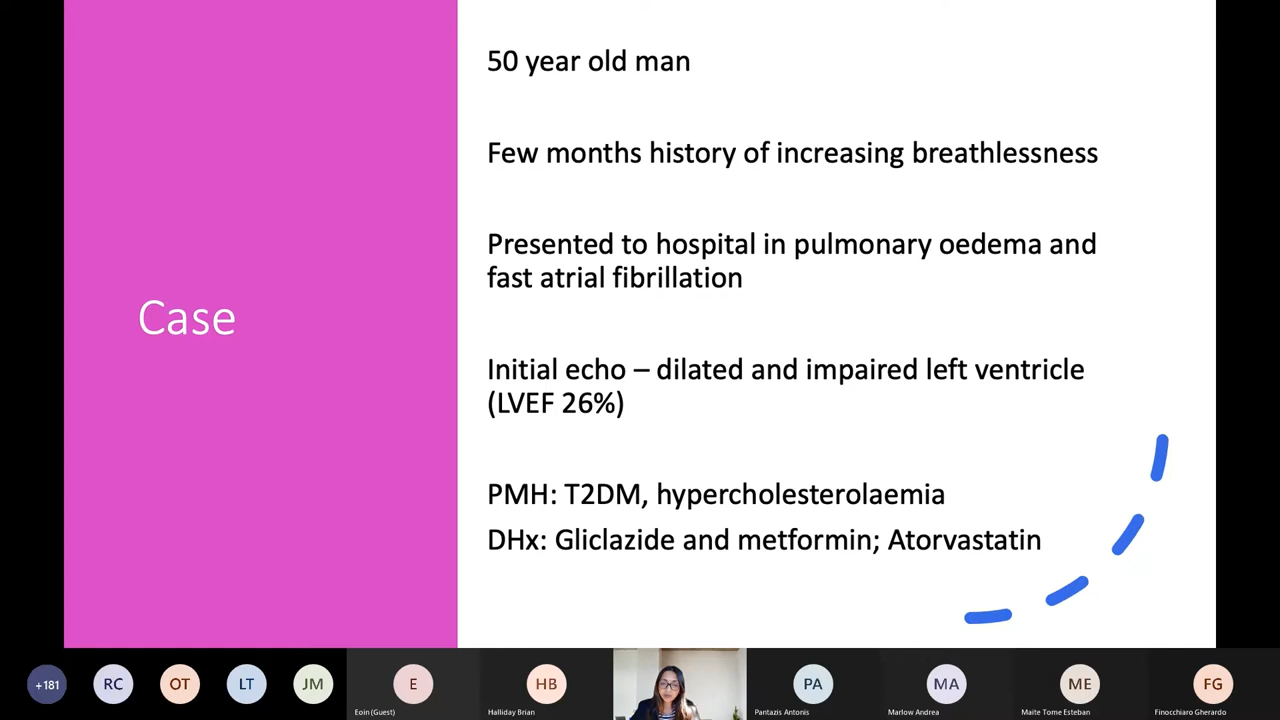 Case
50 year old man
Few months history of increasing breathlessness
Presented to hospital in pulmonary oedema and
fast atrial fibrillation
Initial echo – dilated and impaired left ventricle
(LVEF 26%)
PMH: T2DM, hypercholesterolaemia
DHx: Gliclazide and metformin; Atorvastatin
+181
RC
OT
LT
JM
E
Eoin (Guest)
HB
Halliday Brian
PA
Pantazis Antonis
MA
Marlow Andrea
ME
Maite Tome Esteban
FG
Finocchiaro Gherardo